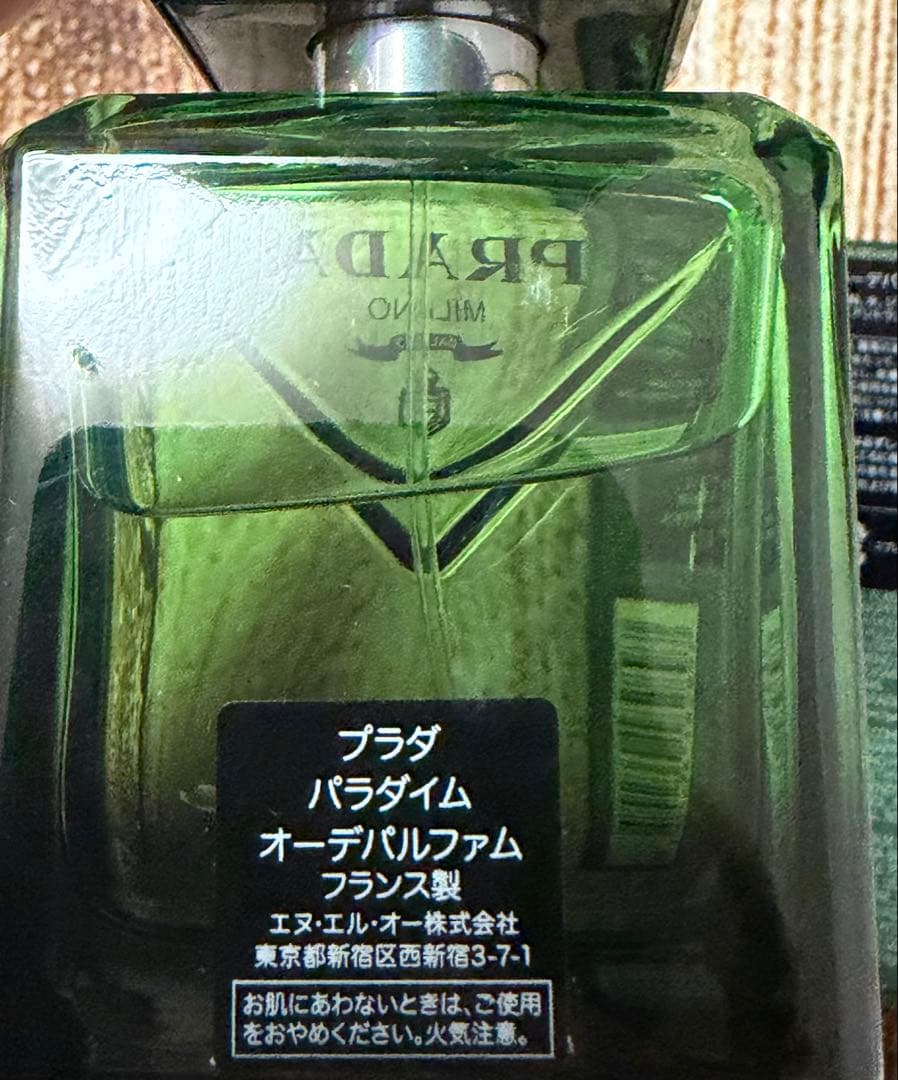 PRADA
MILANO
プラダ
パラダイム
オーデパルファム
フランス製
エヌ・エル・オー株式会社
東京都新宿区西新宿3-7-1
お肌にあわないときは、ご使用
をおやめください。火気注意。